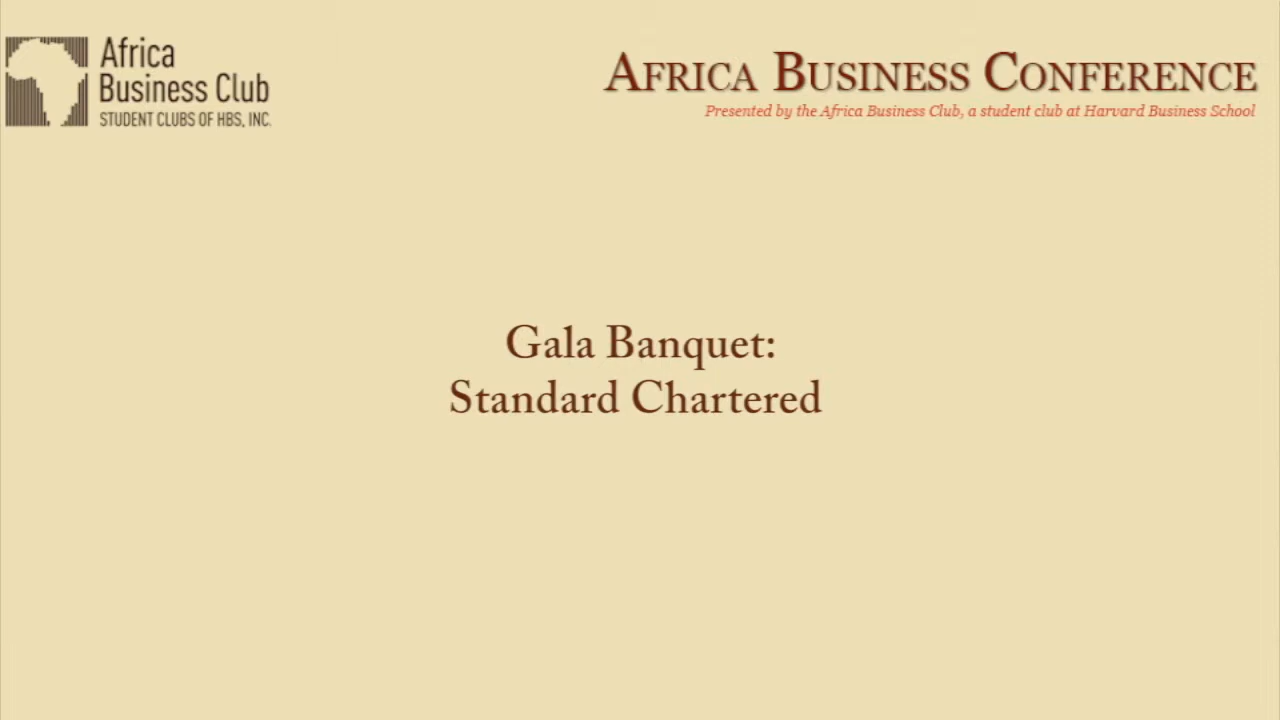 Africa
Business Club
STUDENT CLUBS OF HBS, INC.
AFRICA BUSINESS CONFERENCE
Presented by the Africa Business Club, a student club at Harvard Business School
Gala Banquet:
Standard Chartered